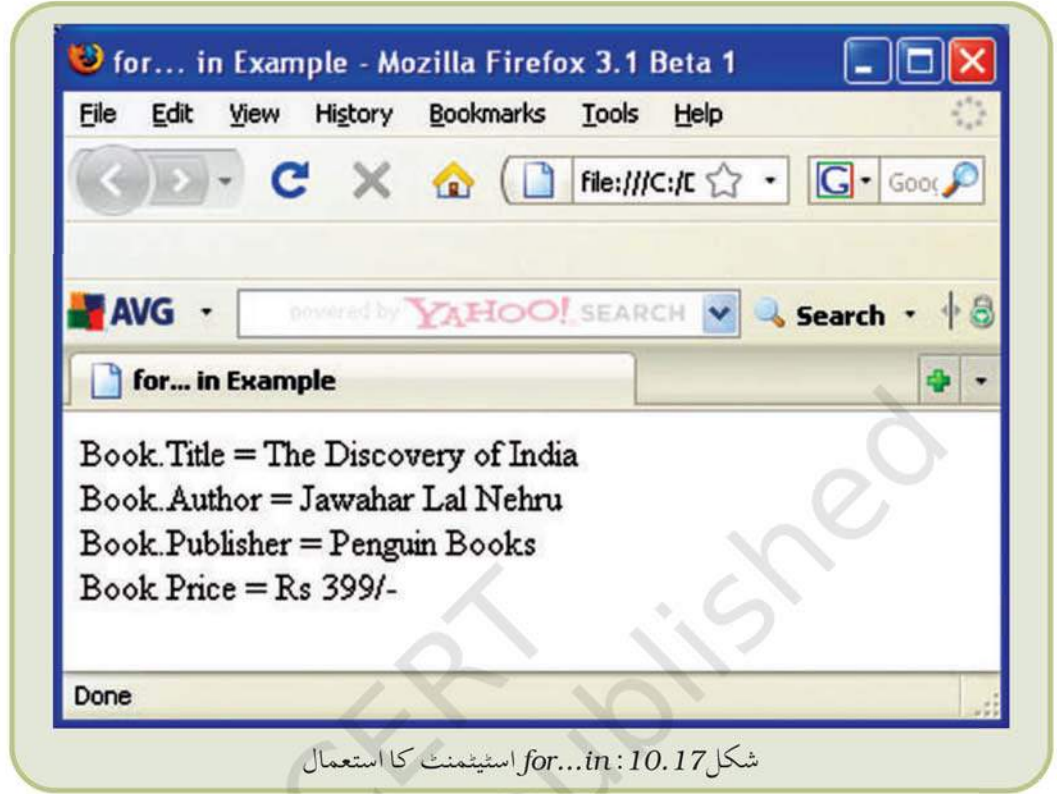 for... in Example - Mozilla Firefox 3.1 Beta 1
File Edit View History Bookmarks Tools Help
file:///C:/D G Goog
AVG powered by YAHOO! SEARCH Search
for... in Example
Book.Title = The Discovery of India
Book.Author = Jawahar Lal Nehru
Book.Publisher = Penguin Books
Book.Price = Rs 399/-
Done
شکل 10.17: for...in اسٹیٹمنٹ کا استعمال